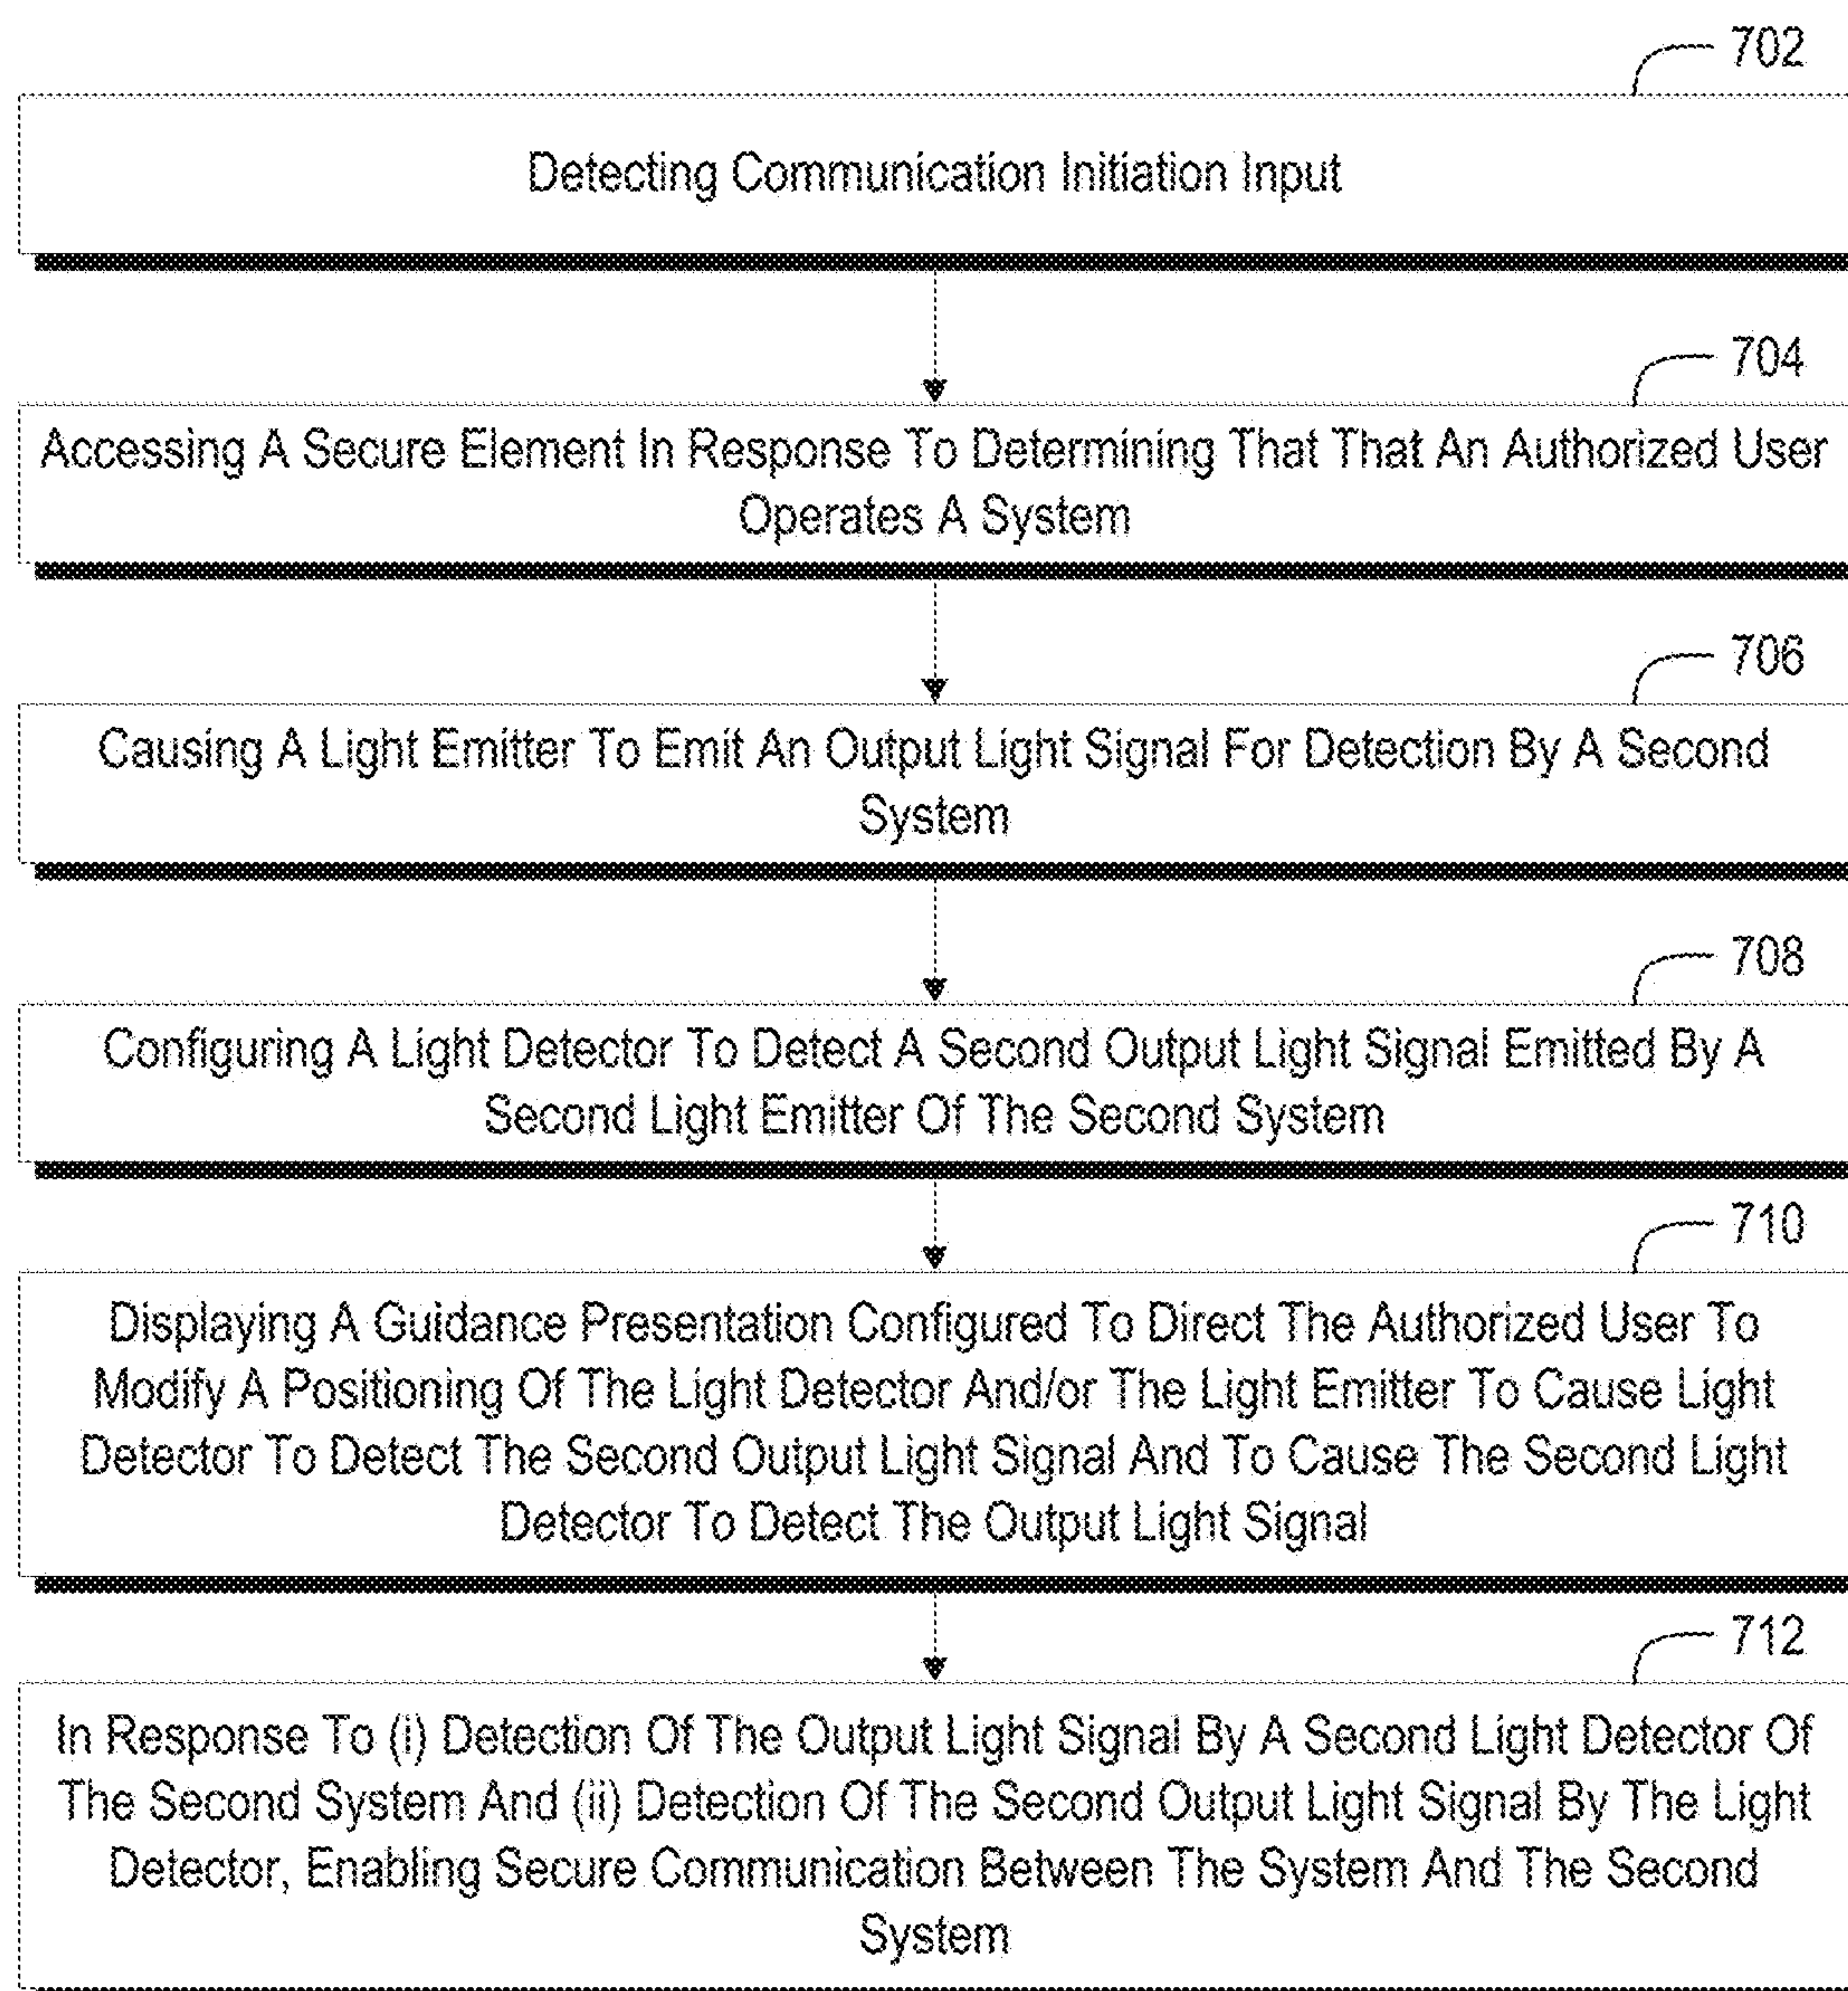 702
Detecting Communication Initiation Input
704
Accessing A Secure Element In Response To Determining That That An Authorized User
Operates A System
706
Causing A Light Emitter To Emit An Output Light Signal For Detection By A Second
System
708
Configuring A Light Detector To Detect A Second Output Light Signal Emitted By A
Second Light Emitter Of The Second System
710
Displaying A Guidance Presentation Configured To Direct The Authorized User To
Modify A Positioning Of The Light Detector And/or The Light Emitter To Cause Light
Detector To Detect The Second Output Light Signal And To Cause The Second Light
Detector To Detect The Output Light Signal
712
In Response To (i) Detection Of The Output Light Signal By A Second Light Detector Of
The Second System And (ii) Detection Of The Second Output Light Signal By The Light
Detector, Enabling Secure Communication Between The System And The Second
System